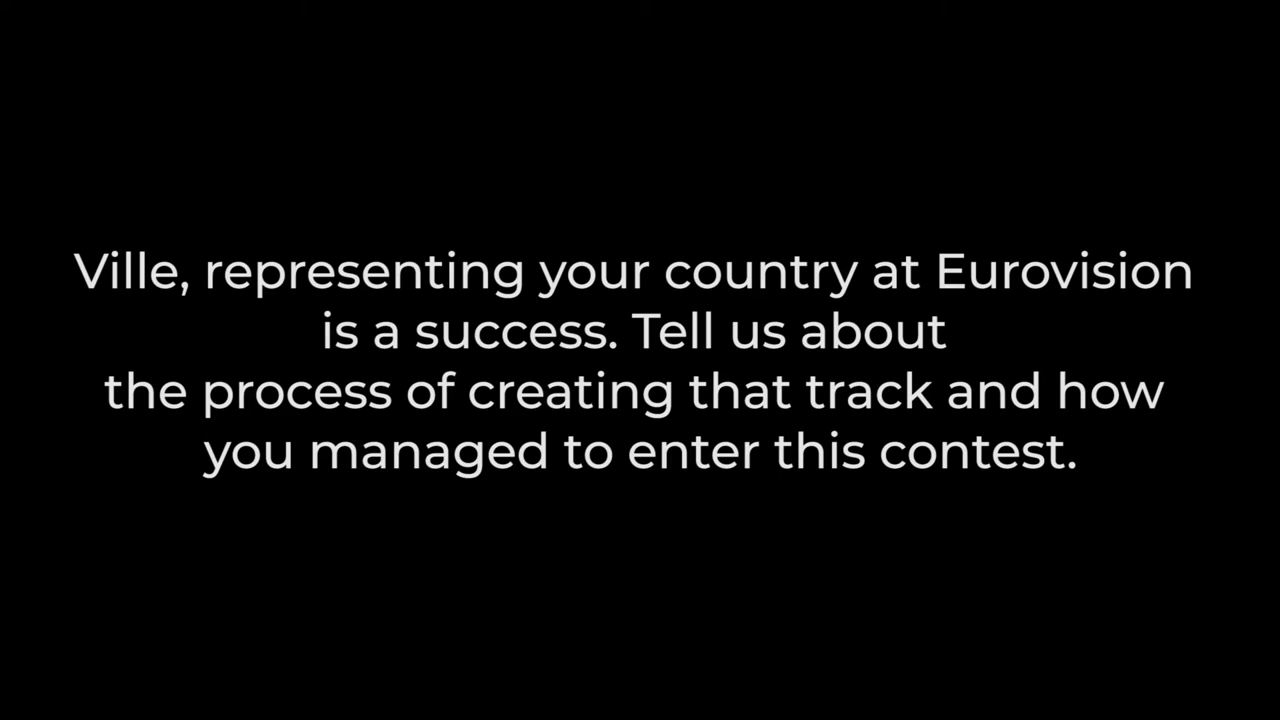 Ville, representing your country at Eurovision
is a success. Tell us about
the process of creating that track and how
you managed to enter this contest.